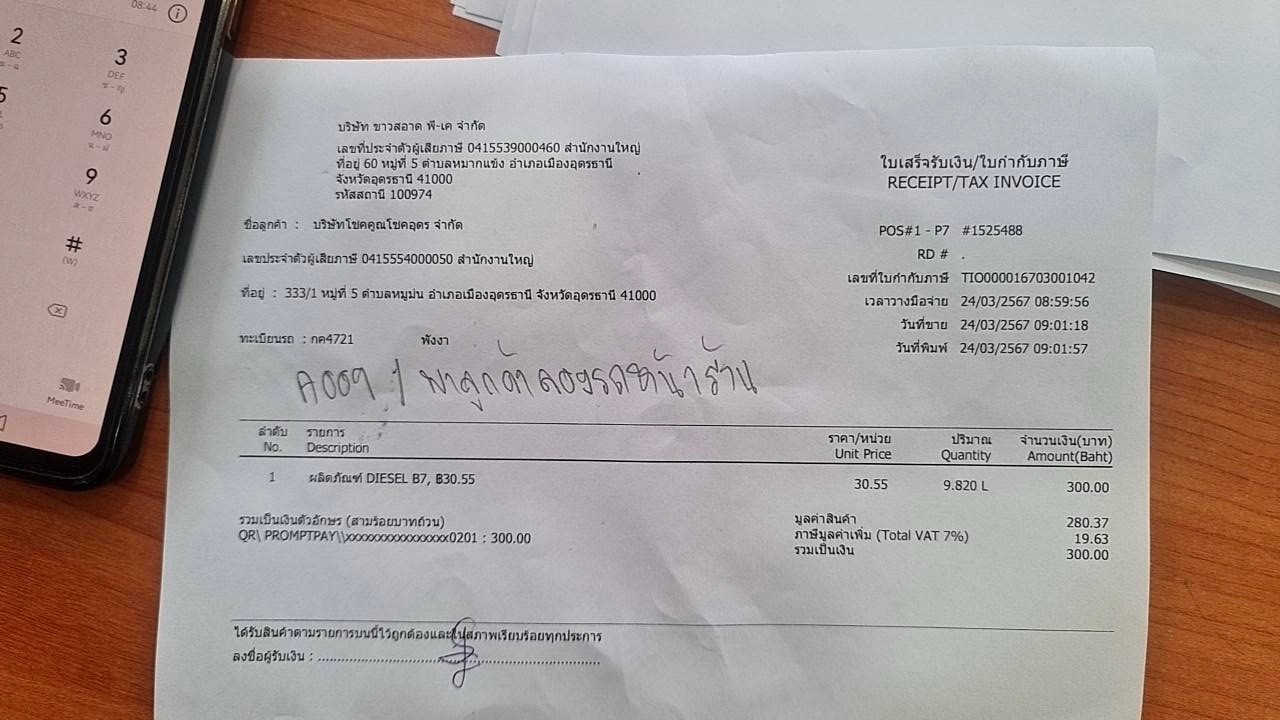 08:44
2
ABC
3
DEF
5
6
MNO
9
WXYZ
#
(W)
MeeTime
บริษัท ขาวสอาด พี-เค จำกัด
เลขที่ประจำตัวผู้เสียภาษี 0415539000460 สำนักงานใหญ่
ที่อยู่ 60 หมู่ที่ 5 ตำบลหมากแข้ง อำเภอเมืองอุดรธานี
จังหวัดอุดรธานี 41000
รหัสสถานี 100974
ใบเสร็จรับเงิน/ใบกำกับภาษี
RECEIPT/TAX INVOICE
ชื่อลูกค้า : บริษัทโชคคูณโชคอุดร จำกัด
เลขประจำตัวผู้เสียภาษี 0415554000050 สำนักงานใหญ่
ที่อยู่ : 333/1 หมู่ที่ 5 ตำบลหมูม่น อำเภอเมืองอุดรธานี จังหวัดอุดรธานี 41000
ทะเบียนรถ : กค4721 พังงา
POS#1 - P7 #1525488
RD # .
เลขที่ใบกำกับภาษี TIO000016703001042
เวลาวางมือจ่าย 24/03/2567 08:59:56
วันที่ขาย 24/03/2567 09:01:18
วันที่พิมพ์ 24/03/2567 09:01:57
A009 / พาลูกค้าลองรถหน้าร้าน
ลำดับ รายการ ราคา/หน่วย ปริมาณ จำนวนเงิน(บาท)
No. Description Unit Price Quantity Amount(Baht)
1 ผลิตภัณฑ์ DIESEL B7, ฿30.55 30.55 9.820 L 300.00
รวมเป็นเงินตัวอักษร (สามร้อยบาทถ้วน)
QR\ PROMPTPAY\\xxxxxxxxxxxxxxxx0201 : 300.00
มูลค่าสินค้า 280.37
ภาษีมูลค่าเพิ่ม (Total VAT 7%) 19.63
รวมเป็นเงิน 300.00
ได้รับสินค้าตามรายการบนนี้ไว้ถูกต้องและในสภาพเรียบร้อยทุกประการ
ลงชื่อผู้รับเงิน :